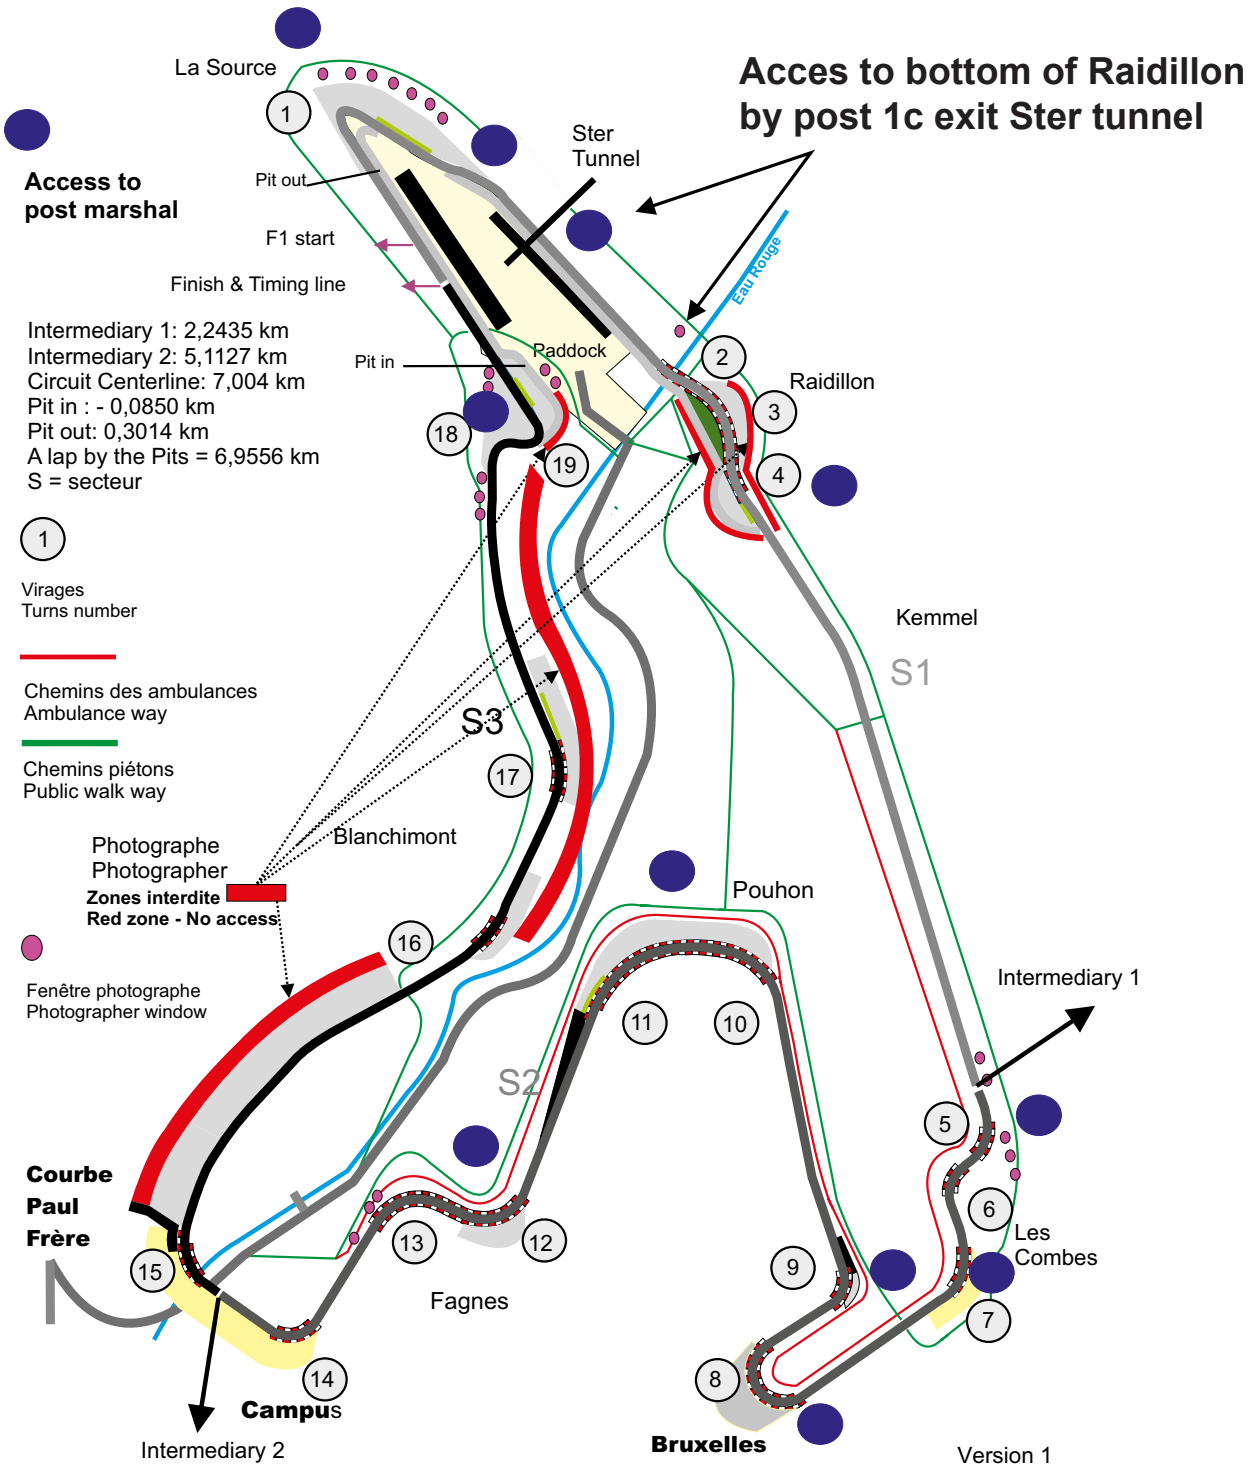 La Source
Acces to bottom of Raidillon
by post 1c exit Ster tunnel
1
Ster
Tunnel
Access to
post marshal
Pit out
F1 start
Finish & Timing line
Eau Rouge
Intermediary 1: 2,2435 km
Intermediary 2: 5,1127 km
Circuit Centerline: 7,004 km
Pit in : - 0,0850 km
Pit out: 0,3014 km
A lap by the Pits = 6,9556 km
S = secteur
Pit in
Paddock
2
Raidillon
3
18
19
4
1
Virages
Turns number
Kemmel
S1
Chemins des ambulances
Ambulance way
S3
Chemins piétons
Public walk way
17
Blanchimont
Photographe
Photographer
Zones interdite
Red zone - No access
Pouhon
16
Fenêtre photographe
Photographer window
Intermediary 1
11
10
S2
5
Courbe
Paul
Frère
6
Les
Combes
13
12
15
9
Fagnes
7
14
8
Campus
Bruxelles
Intermediary 2
Version 1